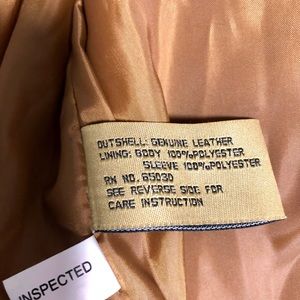 OUTSHELL: GENUINE LEATHER
LINING: BODY 100%POLYESTER
SLEEVE 100%POLYESTER
RN NO. 65030
SEE REVERSE SIDE FOR
CARE INSTRUCTION
INSPECTED